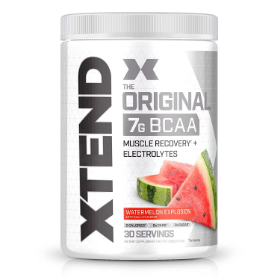 XTEND
X
THE
ORIGINAL
7G BCAA
MUSCLE RECOVERY +
ELECTROLYTES
WATERMELON EXPLOSION
30 SERVINGS